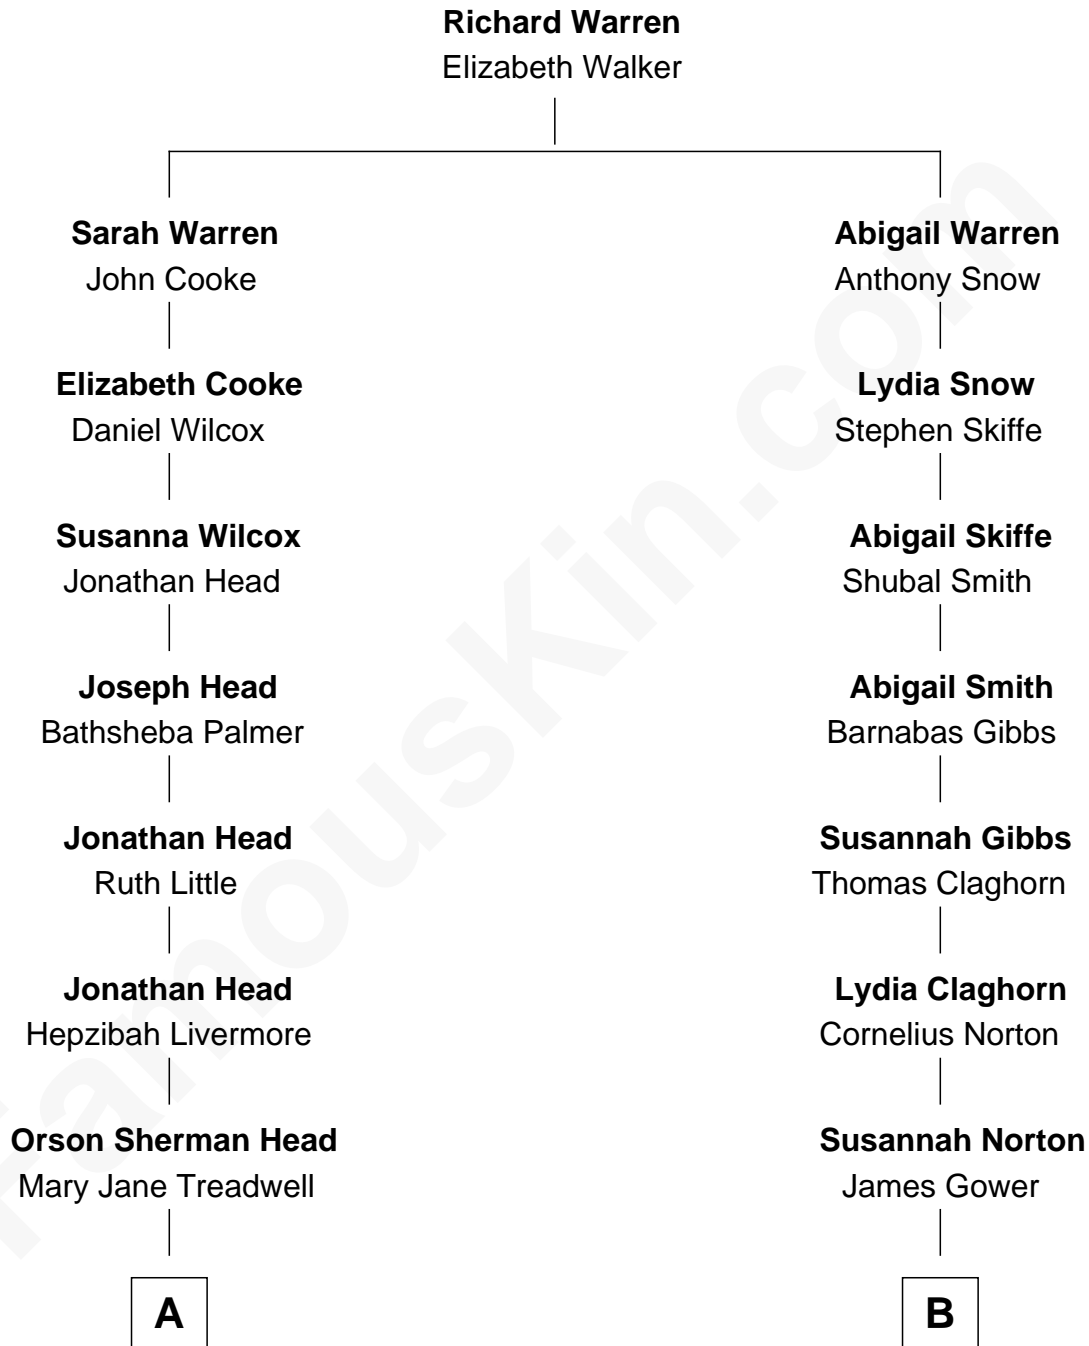 Richard Warren
Elizabeth Walker
Sarah Warren
John Cooke
Abigail Warren
Anthony Snow
Elizabeth Cooke
Daniel Wilcox
Lydia Snow
Stephen Skiffe
Susanna Wilcox
Jonathan Head
Abigail Skiffe
Shubal Smith
Joseph Head
Bathsheba Palmer
Abigail Smith
Barnabas Gibbs
Jonathan Head
Ruth Little
Susannah Gibbs
Thomas Claghorn
Jonathan Head
Hepzibah Livermore
Lydia Claghorn
Cornelius Norton
Orson Sherman Head
Mary Jane Treadwell
Susannah Norton
James Gower
A
B
FamousKin.com